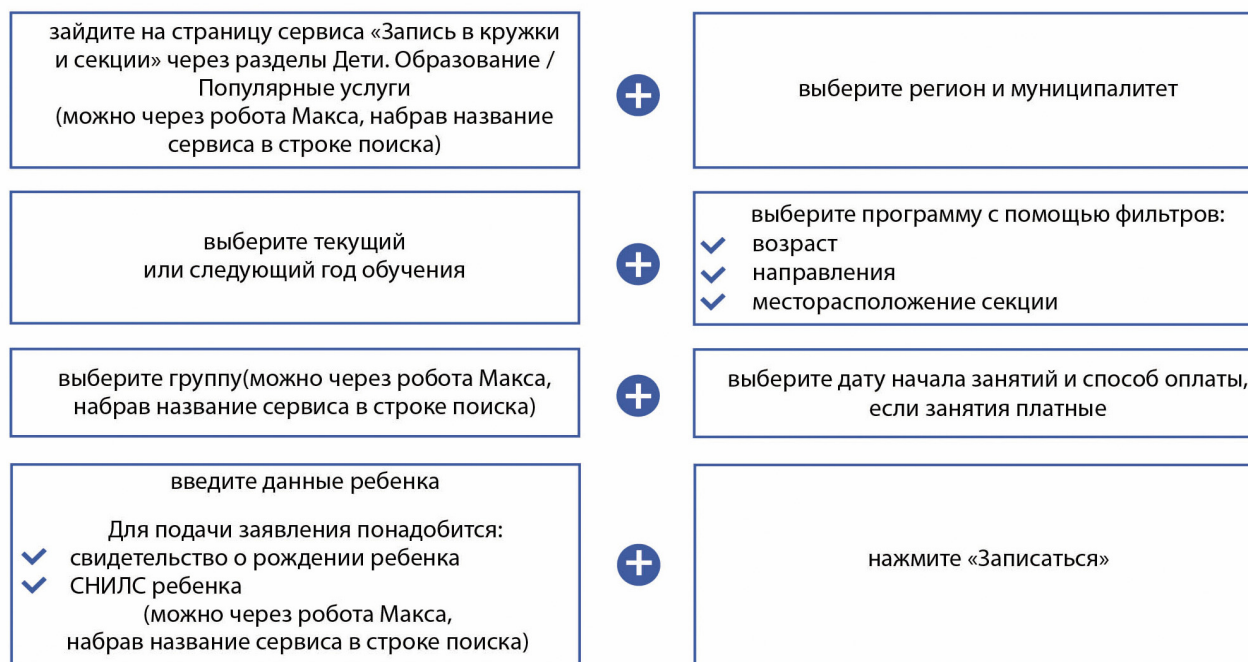 зайдите на страницу сервиса «Запись в кружки
и секции» через разделы Дети. Образование /
Популярные услуги
(можно через робота Макса, набрав название
сервиса в строке поиска)
выберите регион и муниципалитет
выберите текущий
или следующий год обучения
выберите программу с помощью фильтров:
возраст
направления
месторасположение секции
выберите группу(можно через робота Макса,
набрав название сервиса в строке поиска)
выберите дату начала занятий и способ оплаты,
если занятия платные
введите данные ребенка
Для подачи заявления понадобится:
свидетельство о рождении ребенка
СНИЛС ребенка
(можно через робота Макса,
набрав название сервиса в строке поиска)
нажмите «Записаться»